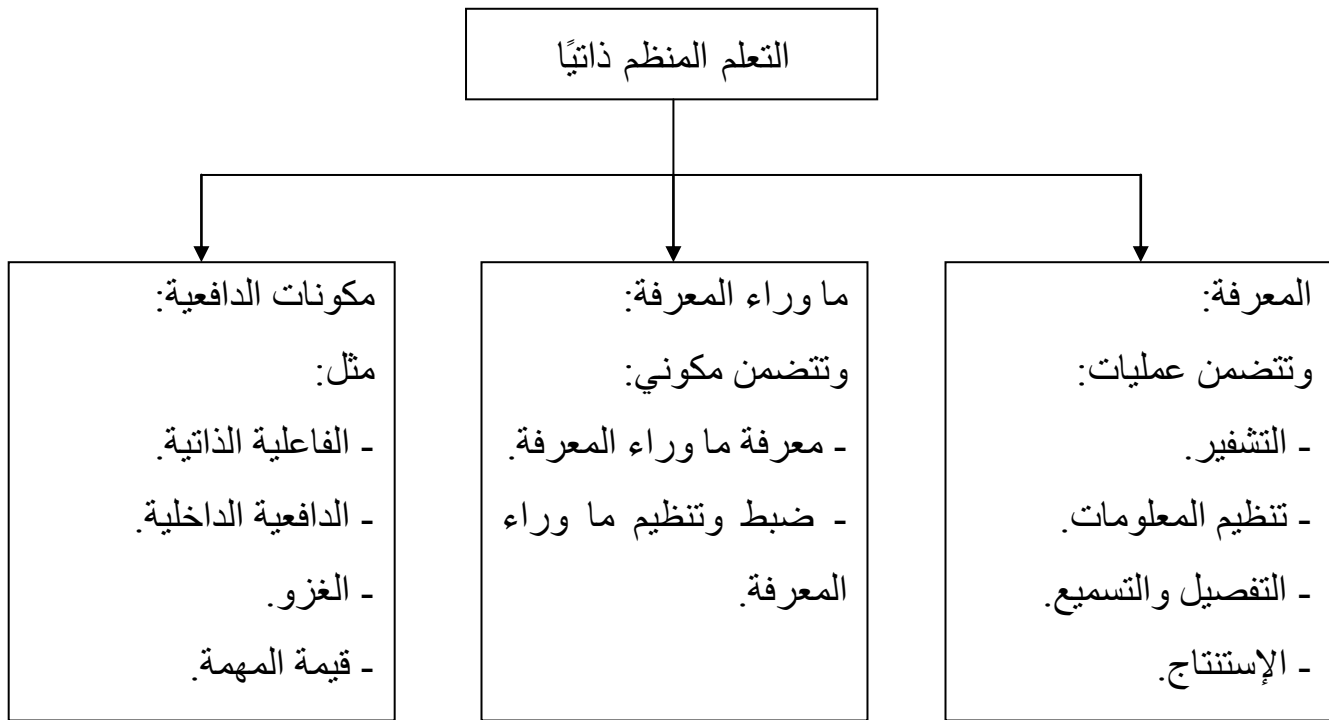 التعلم المنظم ذاتيًا
المعرفة:
وتتضمن عمليات:
- التشفير.
- تنظيم المعلومات.
- التفصيل والتسميع.
- الإستنتاج.
ما وراء المعرفة:
وتتضمن مكوني:
- معرفة ما وراء المعرفة.
- ضبط وتنظيم ما وراء
المعرفة.
مكونات الدافعية:
مثل:
- الفاعلية الذاتية.
- الدافعية الداخلية.
- الغزو.
- قيمة المهمة.